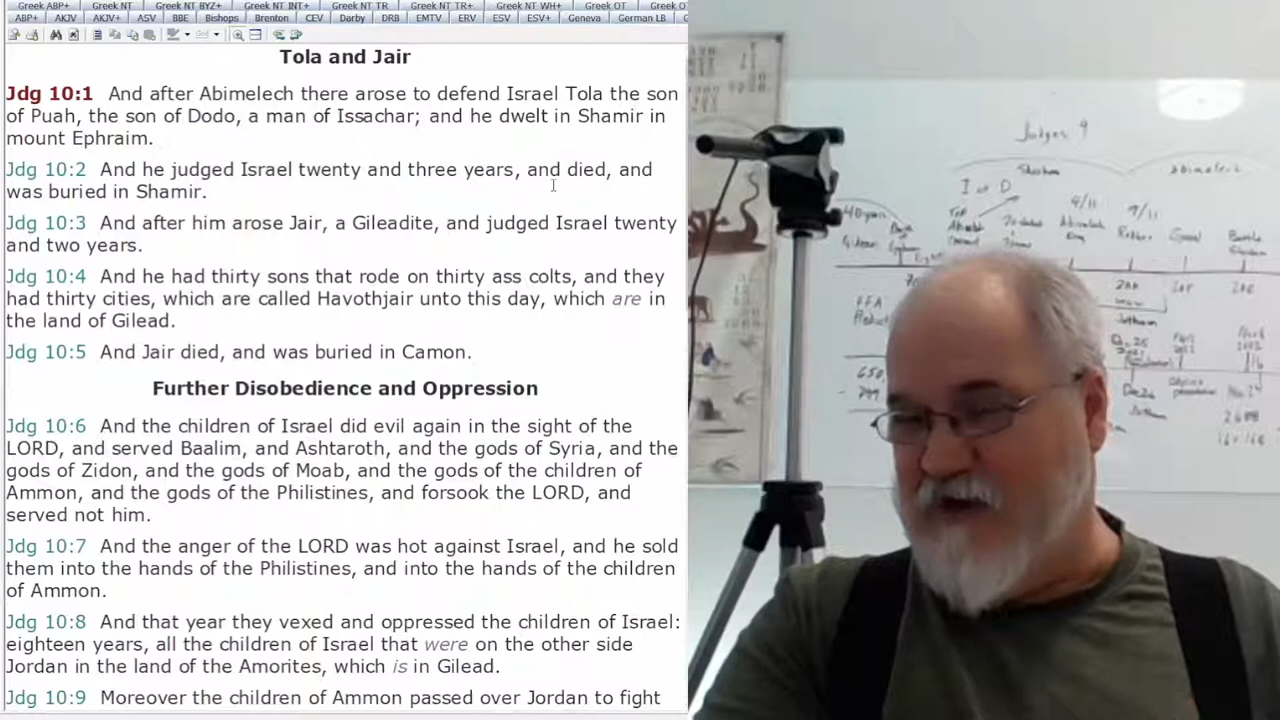 Greek ABP+ Greek NT Greek NT BYZ+ Greek NT INT+ Greek NT TR Greek NT TR+ Greek NT WH+ Greek OT
ABP+ AKJV AKJV+ ASV BBE Bishops Brenton CEV Darby DRB EMTV ERV ESV ESV+ Geneva German LB
Tola and Jair
Jdg 10:1 And after Abimelech there arose to defend Israel Tola the son
of Puah, the son of Dodo, a man of Issachar; and he dwelt in Shamir in
mount Ephraim.
Jdg 10:2 And he judged Israel twenty and three years, and died, and
was buried in Shamir.
Jdg 10:3 And after him arose Jair, a Gileadite, and judged Israel twenty
and two years.
Jdg 10:4 And he had thirty sons that rode on thirty ass colts, and they
had thirty cities, which are called Havothjair unto this day, which are in
the land of Gilead.
Jdg 10:5 And Jair died, and was buried in Camon.
Further Disobedience and Oppression
Jdg 10:6 And the children of Israel did evil again in the sight of the
LORD, and served Baalim, and Ashtaroth, and the gods of Syria, and the
gods of Zidon, and the gods of Moab, and the gods of the children of
Ammon, and the gods of the Philistines, and forsook the LORD, and
served not him.
Jdg 10:7 And the anger of the LORD was hot against Israel, and he sold
them into the hands of the Philistines, and into the hands of the children
of Ammon.
Jdg 10:8 And that year they vexed and oppressed the children of Israel:
eighteen years, all the children of Israel that were on the other side
Jordan in the land of the Amorites, which is in Gilead.
Jdg 10:9 Moreover the children of Ammon passed over Jordan to fight
Judges 9
I of D
9/11
40 years
Gideon